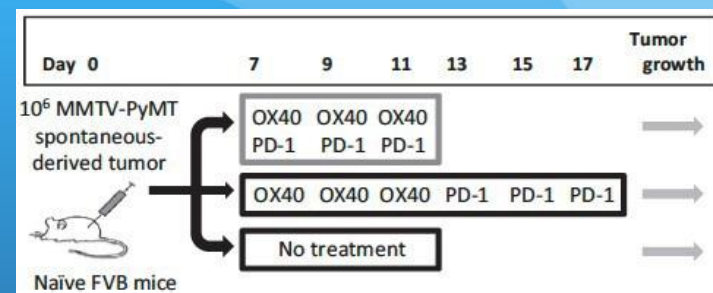 Day 0 7 9 11 13 15 17 Tumor growth
10⁶ MMTV-PyMT
spontaneous-
derived tumor
Naïve FVB mice
OX40 OX40 OX40
PD-1 PD-1 PD-1
OX40 OX40 OX40 PD-1 PD-1 PD-1
No treatment